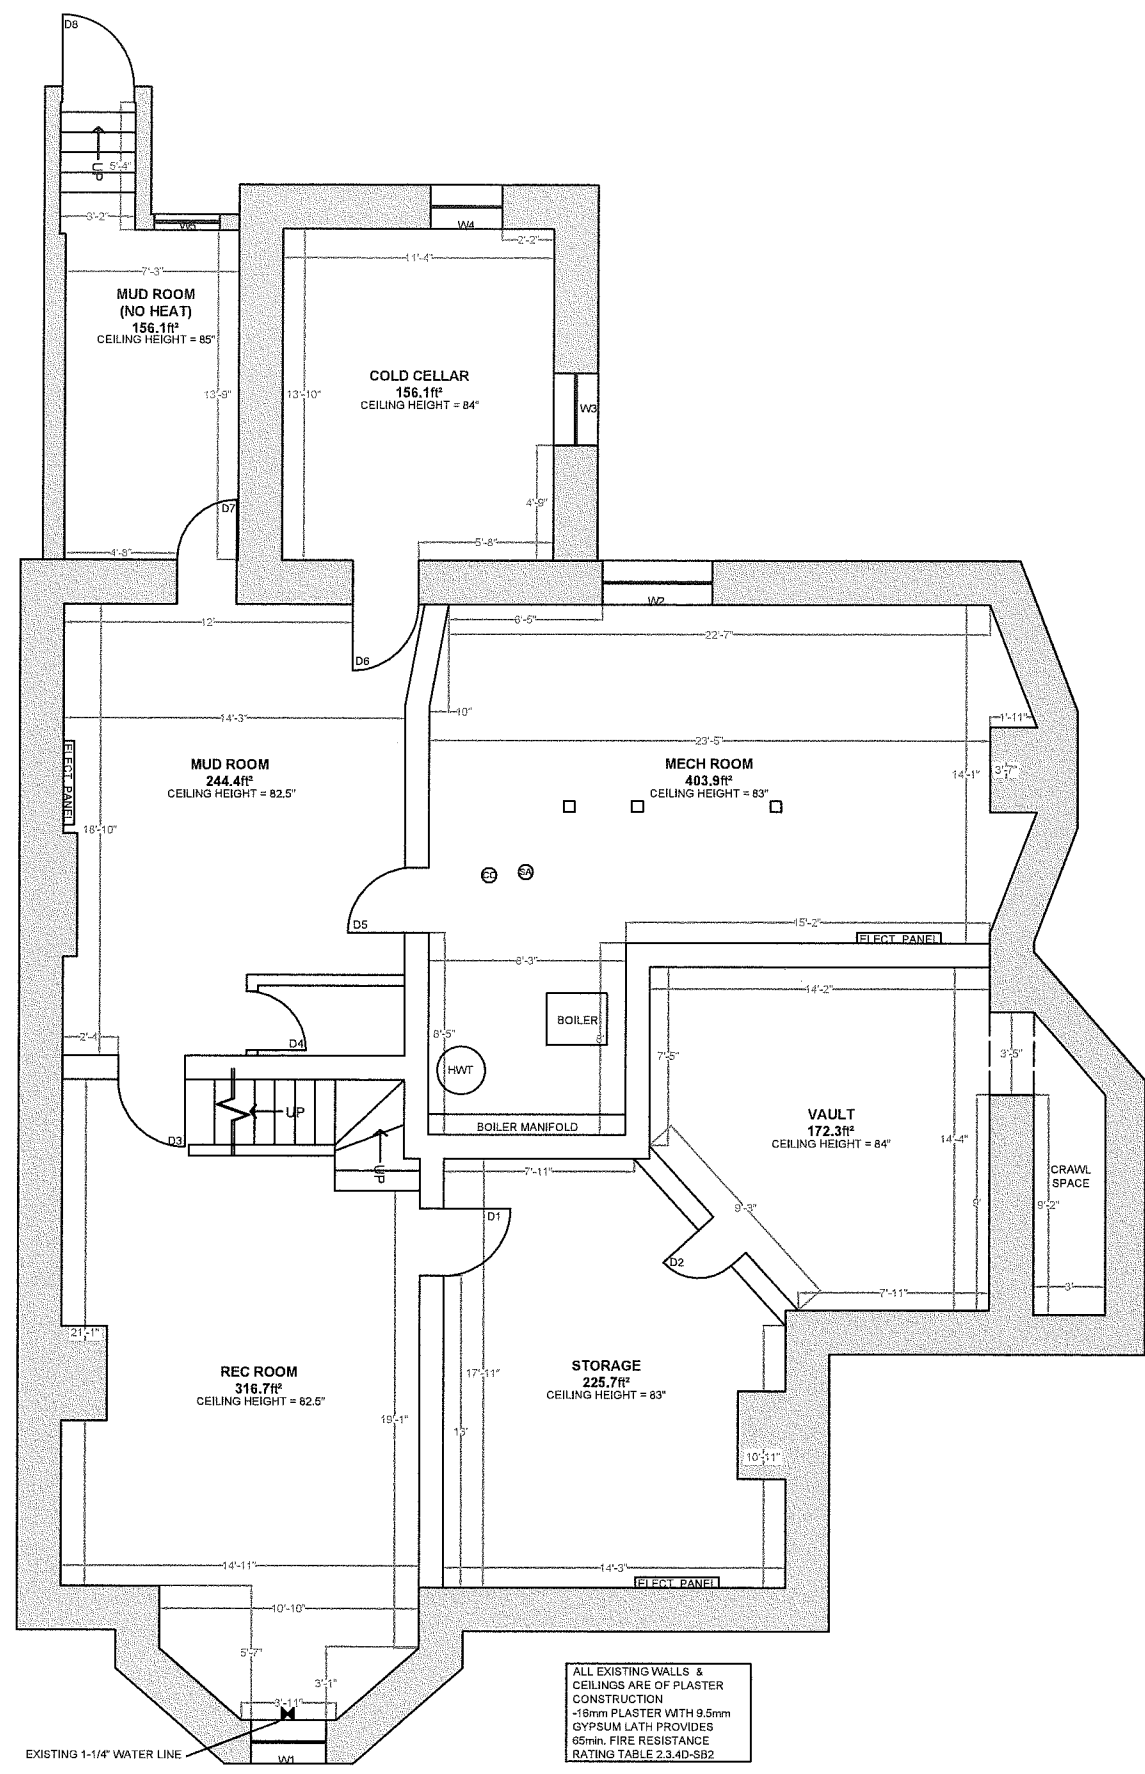 D8
UP
5'-4"
3'-2"
W5
W4
2'-2"
7'-3"
11'-4"
MUD ROOM
(NO HEAT)
156.1ft²
CEILING HEIGHT = 85"
13'-9"
13'-10"
COLD CELLAR
156.1ft²
CEILING HEIGHT = 84"
W3
4'-9"
D7
4'-8"
5'-8"
W2
12'
6'-5"
22'-7"
D6
10"
14'-3"
1'-11"
23'-5"
MUD ROOM
244.4ft²
CEILING HEIGHT = 82.5"
MECH ROOM
403.9ft²
CEILING HEIGHT = 83"
14'-1"
3'-7"
ELECT. PANEL
18'-10"
CO
SA
D5
15'-2"
ELECT. PANEL
8'-3"
14'-2"
BOILER
8'-5"
8'
2'-4"
D4
7'-5"
3'-5"
HWT
UP
BOILER MANIFOLD
D3
VAULT
172.3ft²
CEILING HEIGHT = 84"
14'-4"
UP
7'-11"
CRAWL
SPACE
9'-3"
9'
9'-2"
D1
D2
7'-11"
3'
21'-1"
REC ROOM
316.7ft²
CEILING HEIGHT = 82.5"
19'-1"
17'-11"
STORAGE
225.7ft²
CEILING HEIGHT = 83"
10'-11"
14'-11"
14'-3"
ELECT. PANEL
10'-10"
5'-7"
3'-1"
3'-11"
EXISTING 1-1/4" WATER LINE
W1
ALL EXISTING WALLS &
CEILINGS ARE OF PLASTER
CONSTRUCTION
-16mm PLASTER WITH 9.5mm
GYPSUM LATH PROVIDES
65min. FIRE RESISTANCE
RATING TABLE 2.3.4D-SB2